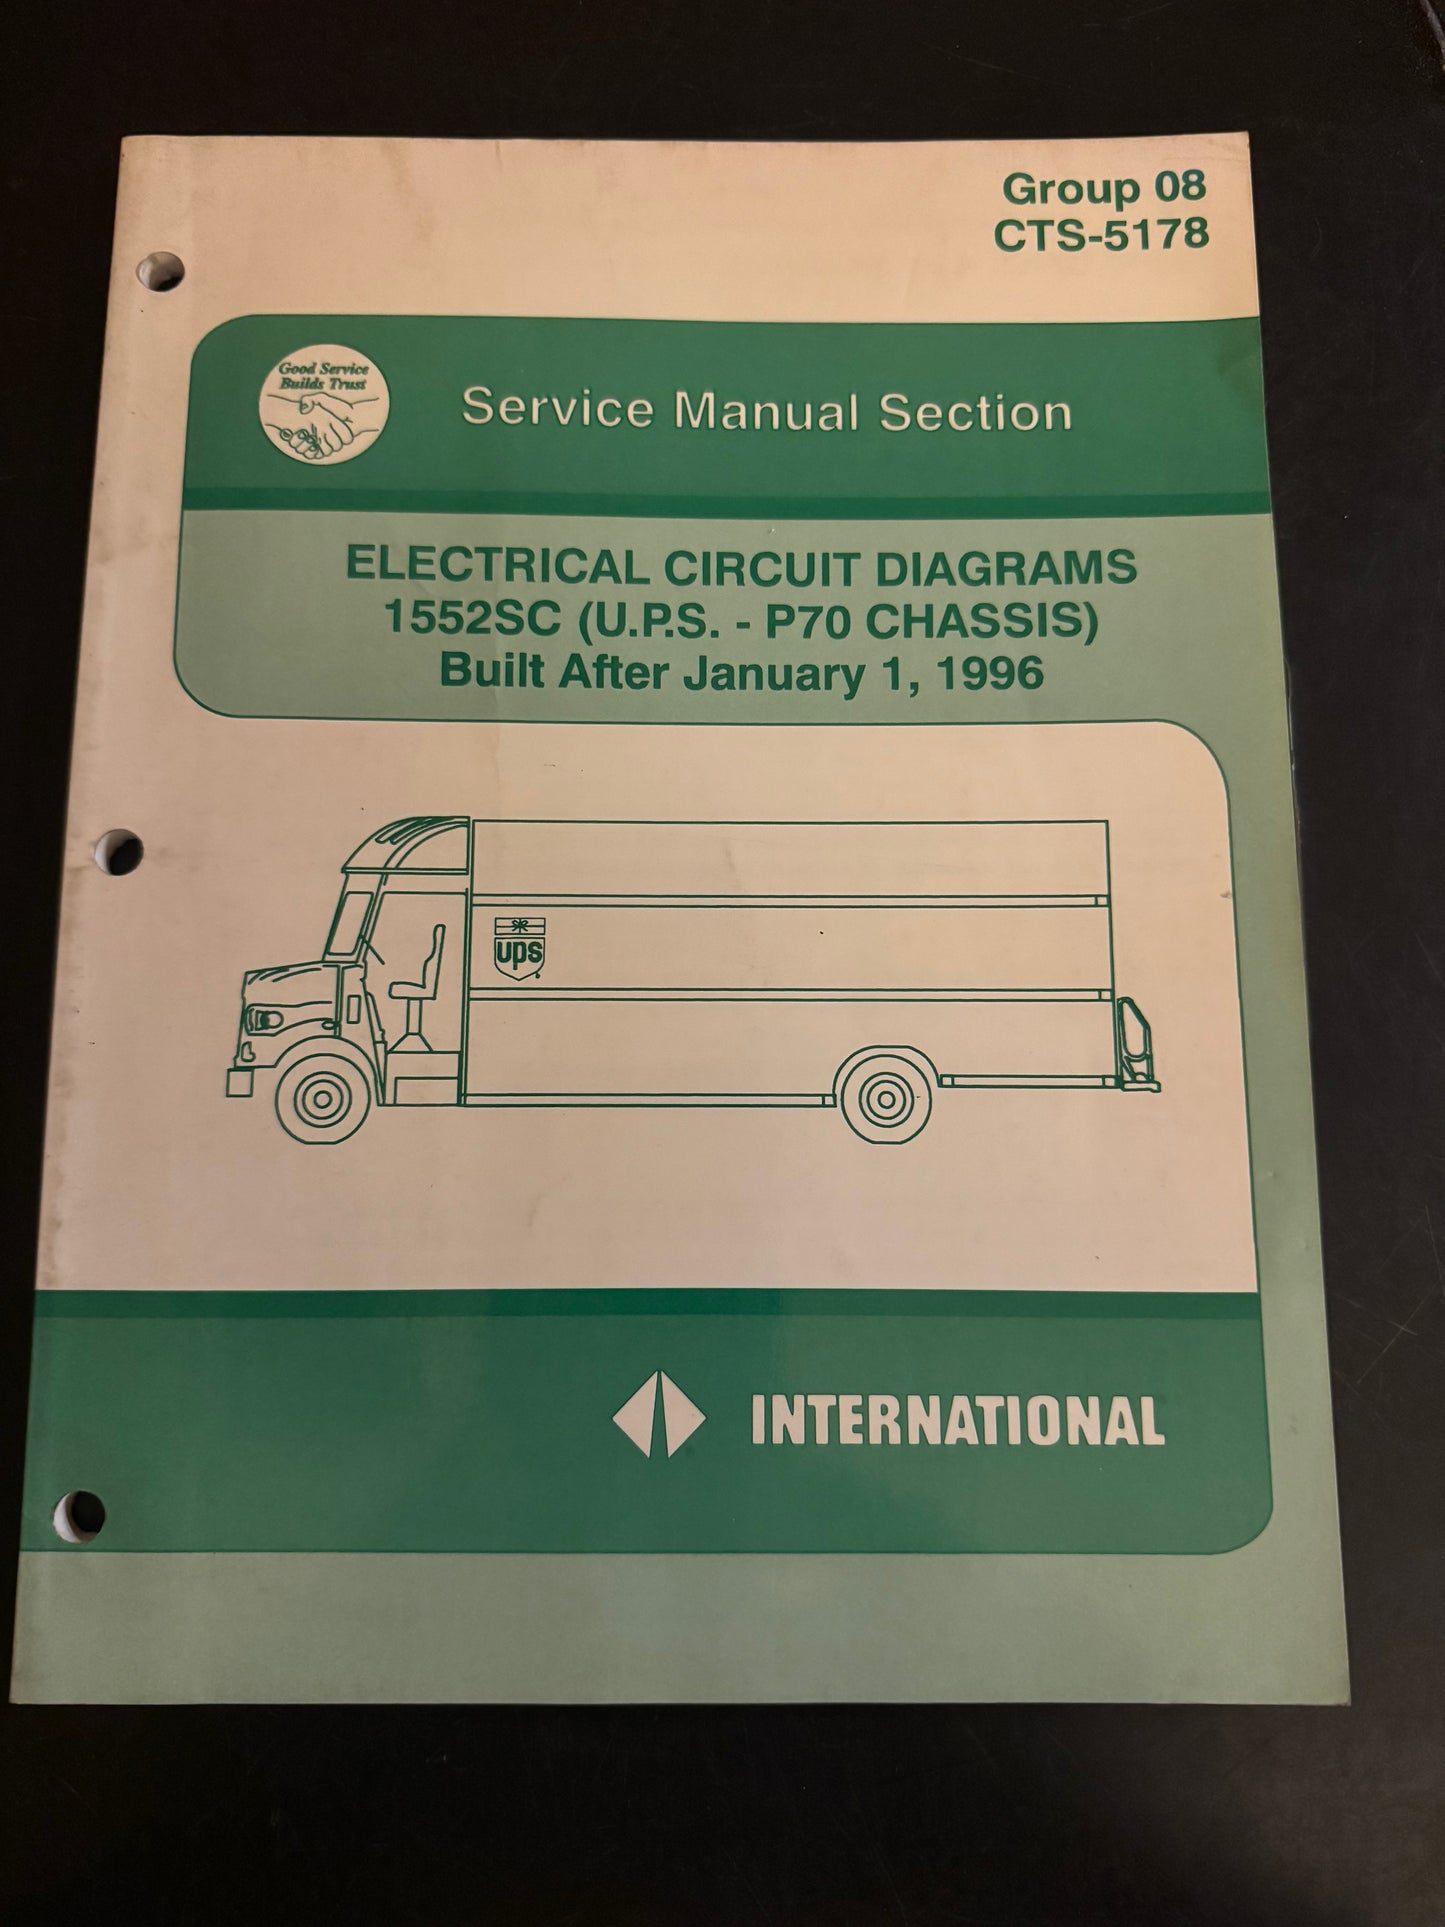 Group 08
CTS-5178
Good Service
Builds Trust
Service Manual Section
ELECTRICAL CIRCUIT DIAGRAMS
1552SC (U.P.S. - P70 CHASSIS)
Built After January 1, 1996
ups
INTERNATIONAL